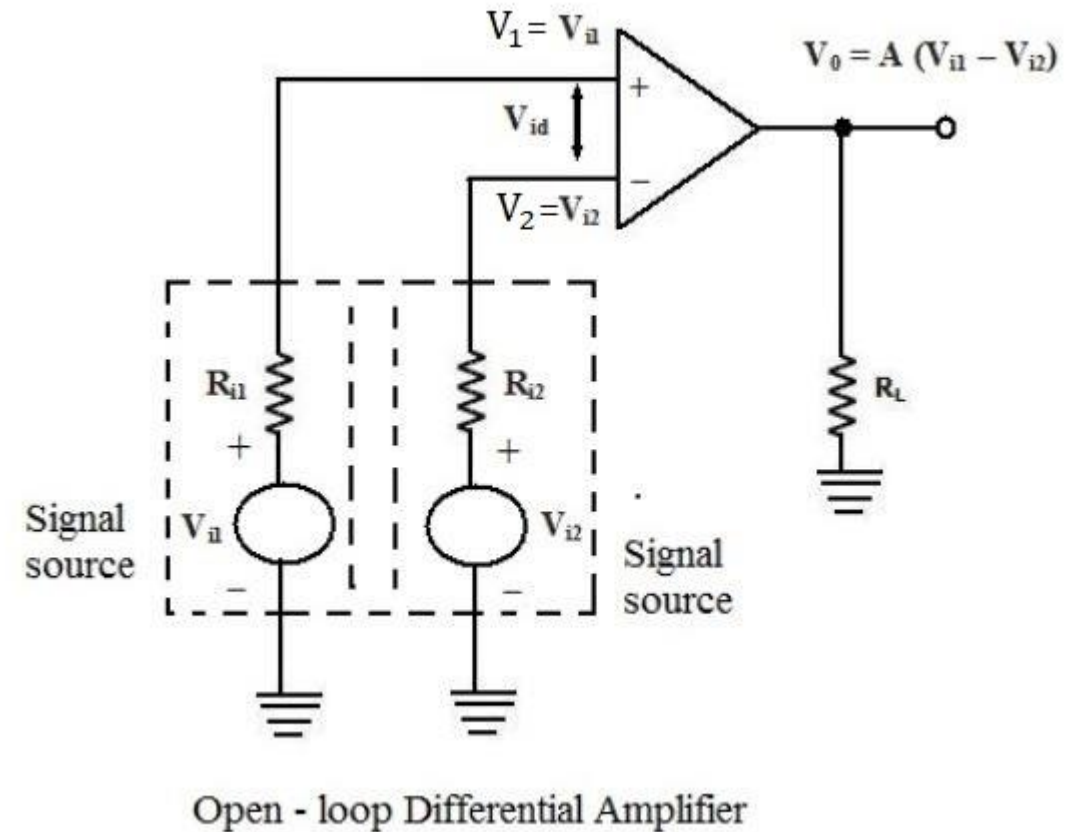 V₁= Vi1
V₀ = A (Vi1 – Vi2)
+
Vid
−
V₂=Vi2
Ri1
Ri2
RL
+
+
Signal
source
Vi1
Vi2
Signal
source
−
−
Open - loop Differential Amplifier